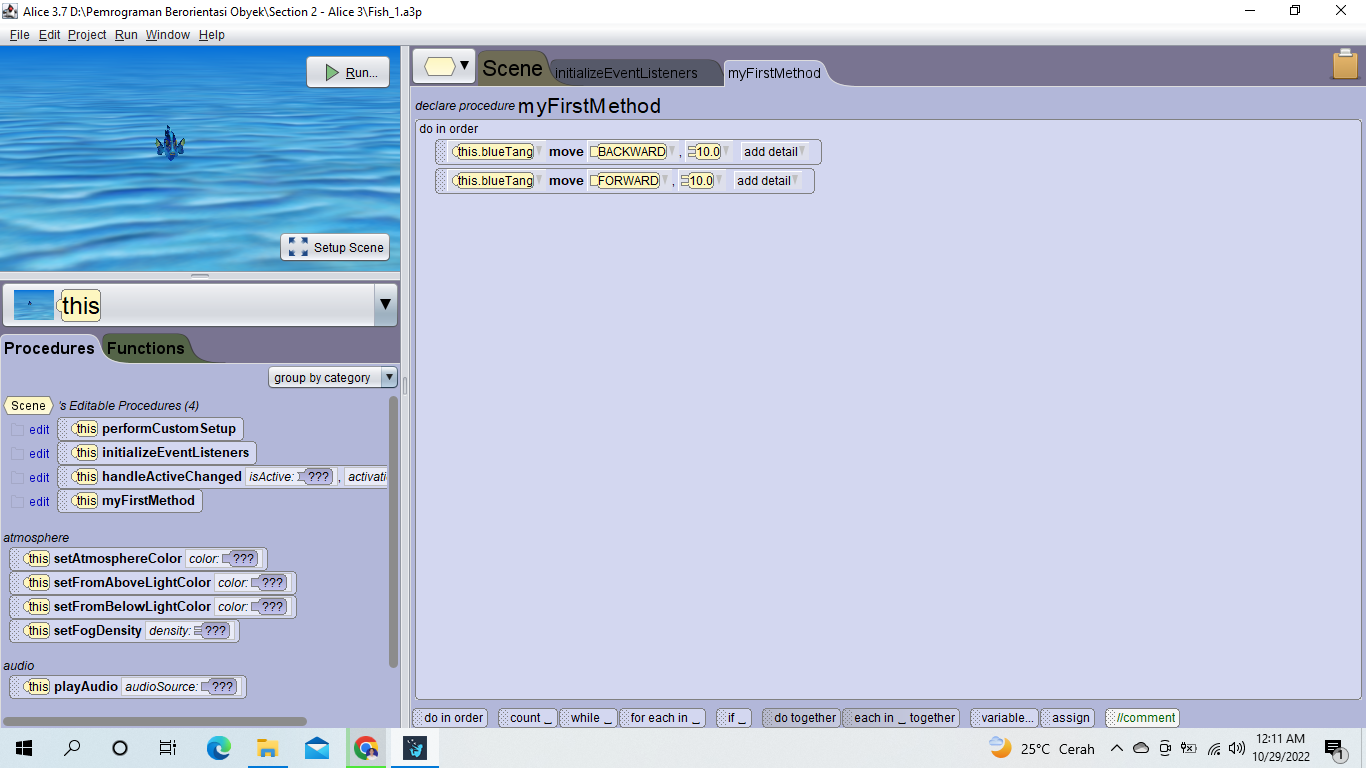 Alice 3.7 D:\Pemrograman Berorientasi Obyek\Section 2 - Alice 3\Fish_1.a3p
File Edit Project Run Window Help
Run...
Setup Scene
this
Procedures Functions
group by category
Scene 's Editable Procedures (4)
edit this performCustomSetup
edit this initializeEventListeners
edit this handleActiveChanged isActive: ??? , activati
edit this myFirstMethod
atmosphere
this setAtmosphereColor color: ???
this setFromAboveLightColor color: ???
this setFromBelowLightColor color: ???
this setFogDensity density: ???
audio
this playAudio audioSource: ???
Scene initializeEventListeners myFirstMethod
declare procedure myFirstMethod
do in order
this.blueTang move BACKWARD , 10.0 add detail
this.blueTang move FORWARD , 10.0 add detail
do in order count _ while _ for each in _ if _ do together each in _ together variable... assign //comment
25°C Cerah
12:11 AM
10/29/2022
1